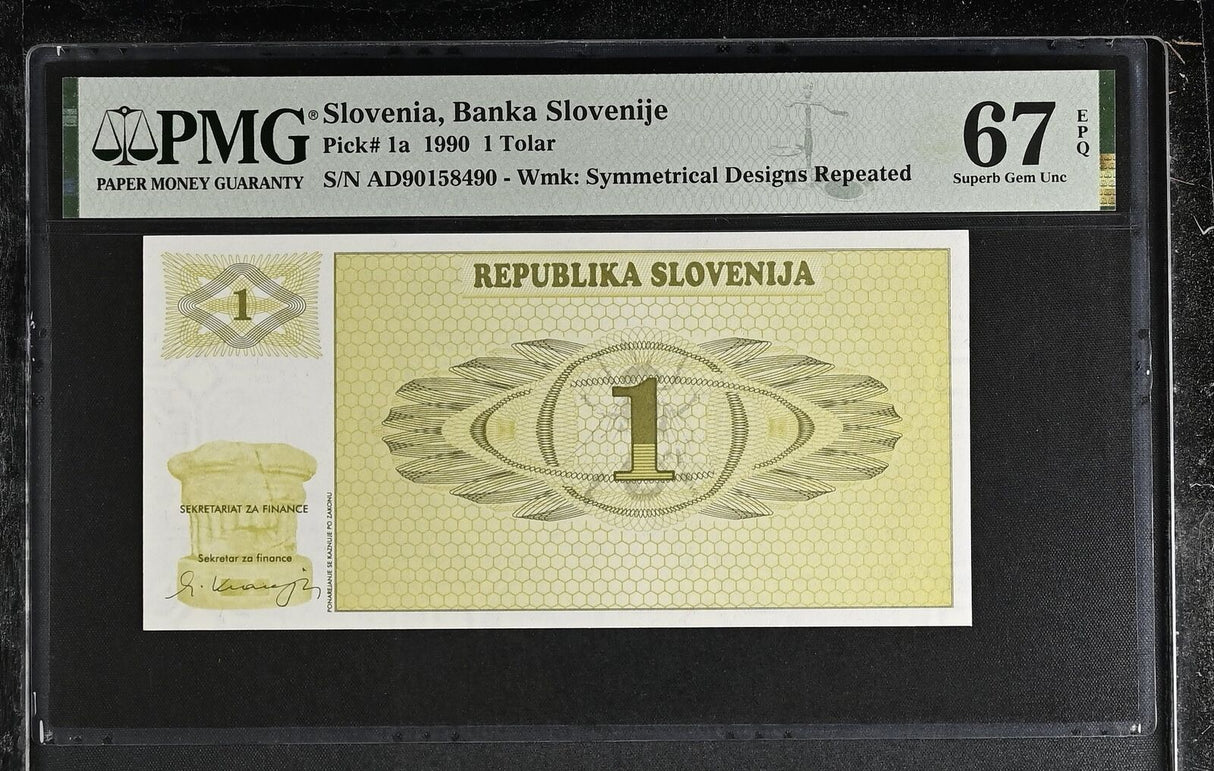 PMG®
PAPER MONEY GUARANTY
Slovenia, Banka Slovenije
Pick# 1a 1990 1 Tolar
S/N AD90158490 - Wmk: Symmetrical Designs Repeated
67
EPQ
Superb Gem Unc
1
REPUBLIKA SLOVENIJA
1
SEKRETARIAT ZA FINANCE
Sekretar za finance
PONAREJANJE SE KAZNUJE PO ZAKONU